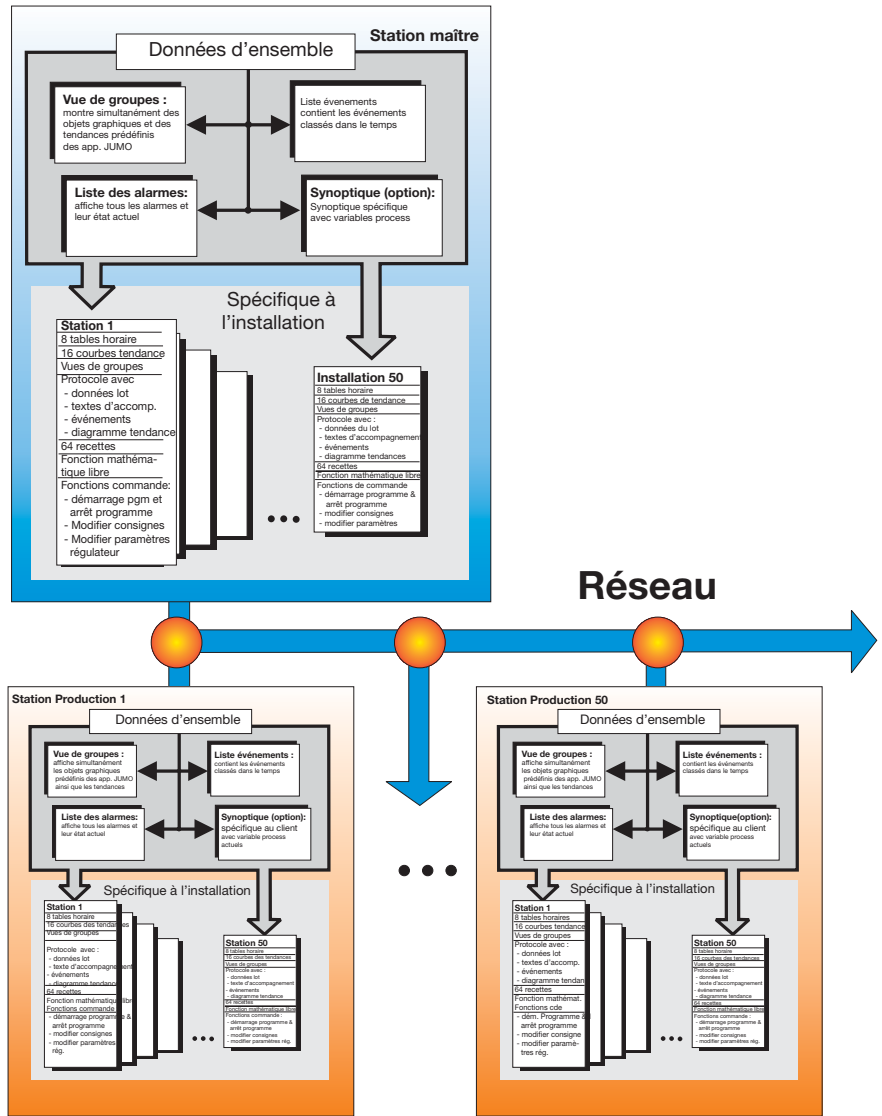 Station maître
Données d'ensemble
Vue de groupes :
montre simultanément des
objets graphiques et des
tendances prédéfinis
des app. JUMO
Liste évenements
contient les événements
classés dans le temps
Liste des alarmes:
affiche tous les alarmes et
leur état actuel
Synoptique (option):
Synoptique spécifique
avec variables process
Spécifique à
l'installation
Station 1
8 tables horaire
16 courbes tendance
Vues de groupes
Protocole avec
- données lot
- textes d'accomp.
- événements
- diagramme tendance
64 recettes
Fonction mathéma-
tique libre
Fonctions commande:
- démarrage pgm et
arrêt programme
- Modifier consignes
- Modifier paramètres
régulateur
Installation 50
8 tables horaire
16 courbes de tendance
Vues de groupes
Protocole avec :
- données du lot
- textes d'accompagnement
- événements
- diagramme tendances
64 recettes
Fonction mathématique libre
Fonctions de commande
- démarrage programme &
arrêt programme
- modifier consignes
- modifier paramètres
Réseau
Station Production 1
Données d'ensemble
Vue de groupes :
affiche simultanément
les objets graphiques
prédéfinis des app. JUMO
ainsi que les tendances
Liste événements :
contient les événements
classés dans le temps
Liste des alarmes:
affiche tous les alarmes et
leur état actuel
Synoptique (option):
spécifique au client
avec variable process
actuels
Spécifique à l'installation
Station 1
8 tables horaire
16 courbes des tendances
Vues de groupes
Protocole avec :
- données lot
- texte d'accompagnement
- événements
- diagramme tendance
64 recettes
Fonction mathématique libre
Fonctions commande
- démarrage programme &
arrêt programme
- modifier consignes
- modifier paramètres
rég.
Station 50
8 tables horaire
16 courbes des tendances
Vues de groupes
Protocole avec :
- données lot
- texte d'accompagnement
- événements
- diagramme tendance
64 recettes
Fonction mathématique libre
Fonctions commande :
- démarrage programme &
arrêt programme
- modifier consignes
- modifier paramètres rég.
Station Production 50
Données d'ensemble
Vue de groupes :
affiche simultanément
les objets graphiques
prédéfinis des app. JUMO
ainsi que les tendances
Liste événements :
contient les événements
classés dans le temps
Liste des alarmes:
affiche tous les alarmes et
leur état actuel
Synoptique(option):
spécifique au client
avec variable process
actuels
Spécifique à l'installation
Station 1
8 tables horaires
16 courbes tendance
Vues de groupes
Protocole avec :
- données lot
- textes d'accomp.
- événements
- diagramme tendance
64 recettes
Fonction mathémat.
Fonctions cde
- dém. Programme &
arrêt programme
- modifier consigne
- modifier paramè-
tres rég.
Station 50
8 tables horaire
16 courbes des tendance
Vues de groupes
Protocole avec :
- données lot
- texte d'accompagnement
- événements
- diagramme tendance
64 recettes
Fonction mathématique libre
Fonctions commande :
- démarrage programme &
arrêt programme
- modifier consignes
- modifier paramètres rég.